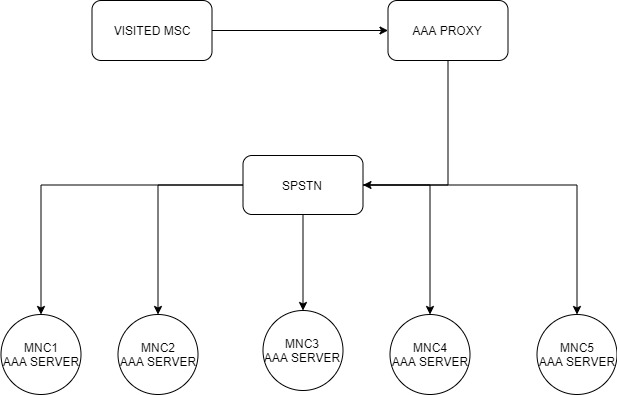 VISITED MSC
AAA PROXY
SPSTN
MNC1
AAA SERVER
MNC2
AAA SERVER
MNC3
AAA SERVER
MNC4
AAA SERVER
MNC5
AAA SERVER